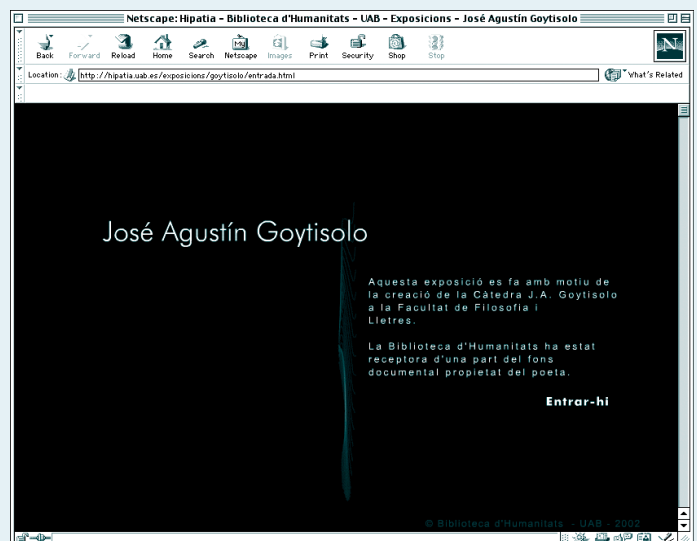 Netscape: Hipatia - Biblioteca d'Humanitats - UAB - Exposicions - José Agustín Goytisolo
Back Forward Reload Home Search Netscape Images Print Security Shop Stop
My
N
Location: http://hipatia.uab.es/exposicions/goytisolo/entrada.html What's Related
José Agustín Goytisolo
Aquesta exposició es fa amb motiu de
la creació de la Càtedra J.A. Goytisolo
a la Facultat de Filosofia i
Lletres.
La Biblioteca d'Humanitats ha estat
receptora d'una part del fons
documental propietat del poeta.
Entrar-hi
© Biblioteca d'Humanitats - UAB - 2002